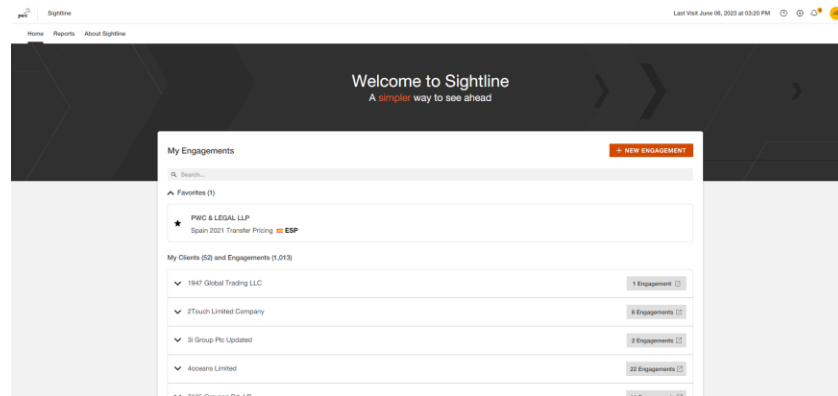 pwc
Sightline
Last Visit June 06, 2023 at 03:20 PM
Home Reports About Sightline
Welcome to Sightline
A simpler way to see ahead
My Engagements
+ NEW ENGAGEMENT
Search...
Favorites (1)
PWC & LEGAL LLP
Spain 2021 Transfer Pricing ESP
My Clients (52) and Engagements (1,013)
1947 Global Trading LLC 1 Engagement
2Touch Limited Company 6 Engagements
3i Group Plc Updated 2 Engagements
4oceans Limited 22 Engagements